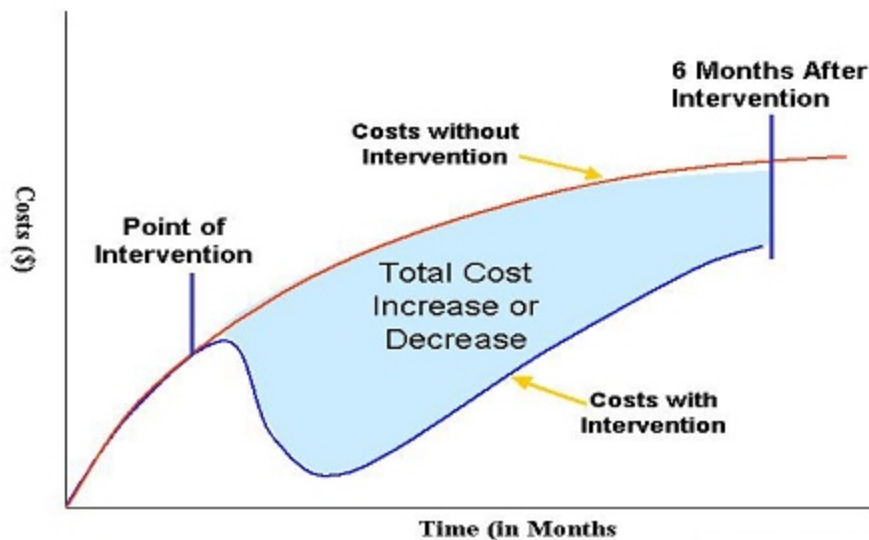 6 Months After
Intervention
Costs without
Intervention
Costs ($)
Point of
Intervention
Total Cost
Increase or
Decrease
Costs with
Intervention
Time (in Months